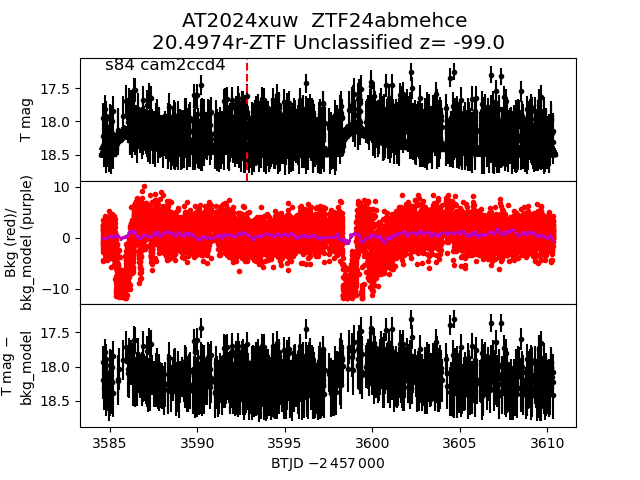 AT2024xuw  ZTF24abmehce
20.4974r-ZTF Unclassified z= -99.0
s84 cam2ccd4
T mag
17.5
18.0
18.5
Bkg (red)/
bkg_model (purple)
10
0
−10
T mag −
bkg_model
17.5
18.0
18.5
3585 3590 3595 3600 3605 3610
BTJD −2 457 000